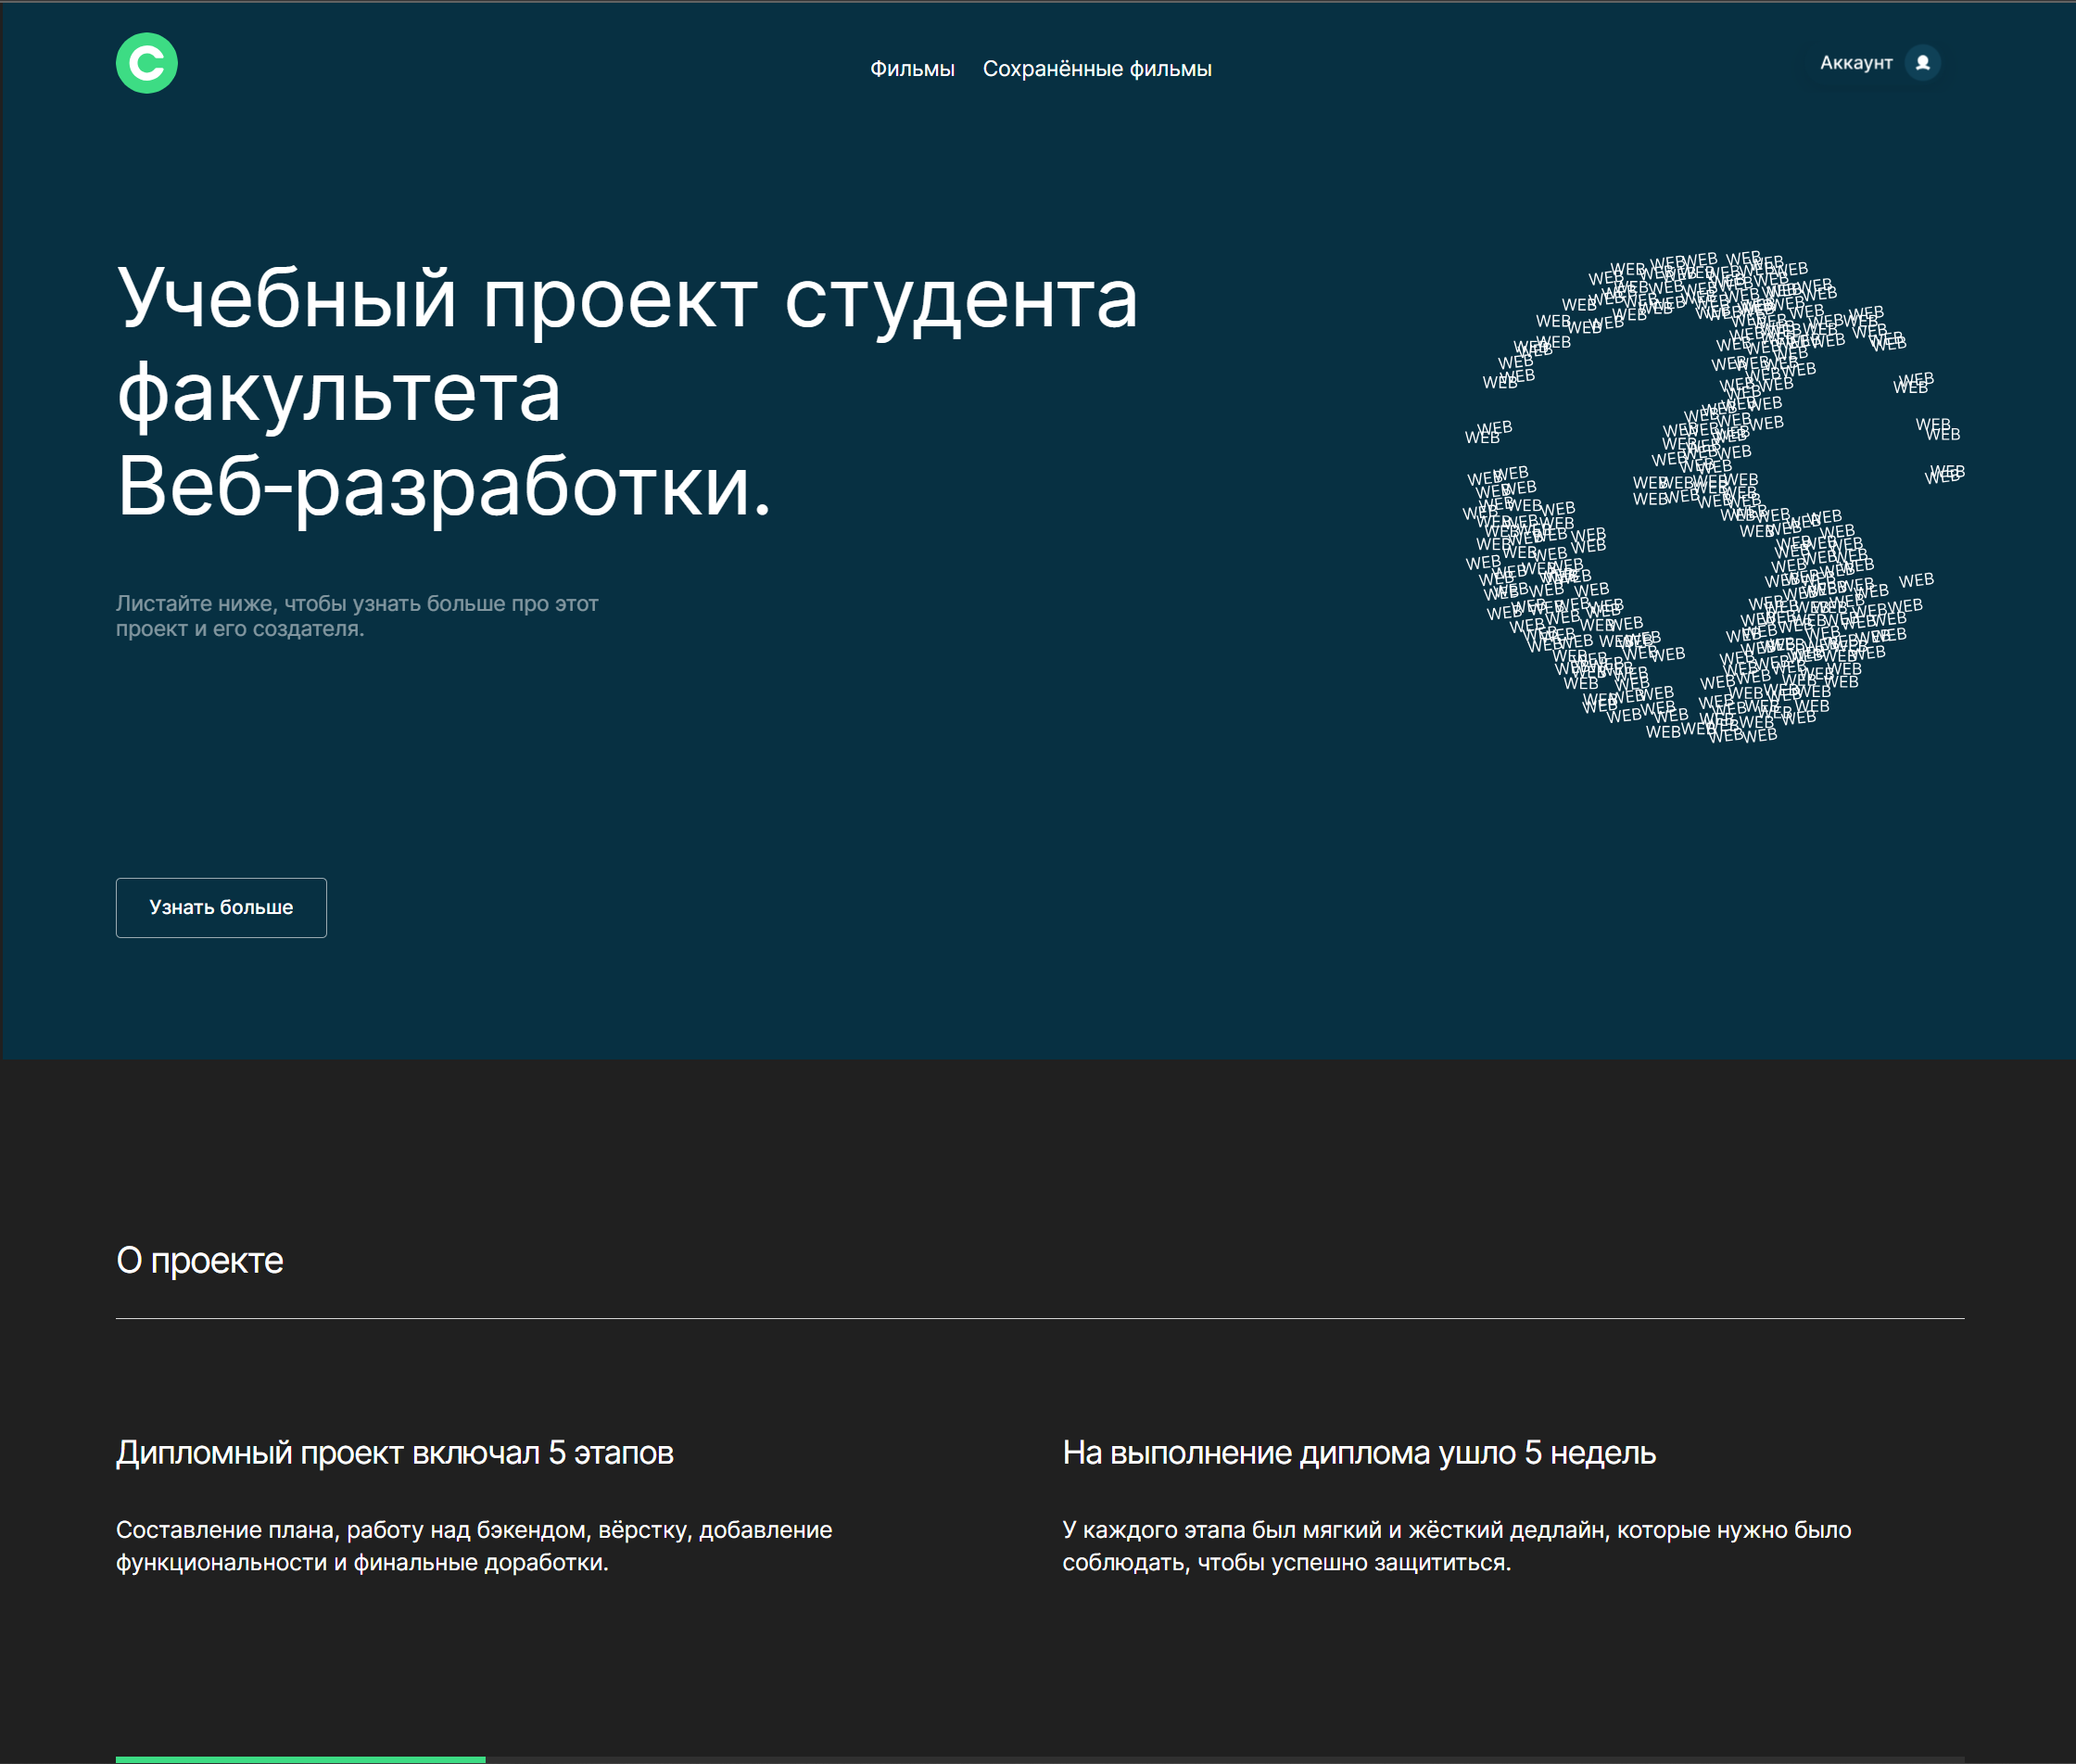 C
Фильмы Сохранённые фильмы Аккаунт
Учебный проект студента
факультета
Веб-разработки.
Листайте ниже, чтобы узнать больше про этот
проект и его создателя.
WEB
Узнать больше
О проекте
Дипломный проект включал 5 этапов
Составление плана, работу над бэкендом, вёрстку, добавление
функциональности и финальные доработки.
На выполнение диплома ушло 5 недель
У каждого этапа был мягкий и жёсткий дедлайн, которые нужно было
соблюдать, чтобы успешно защититься.